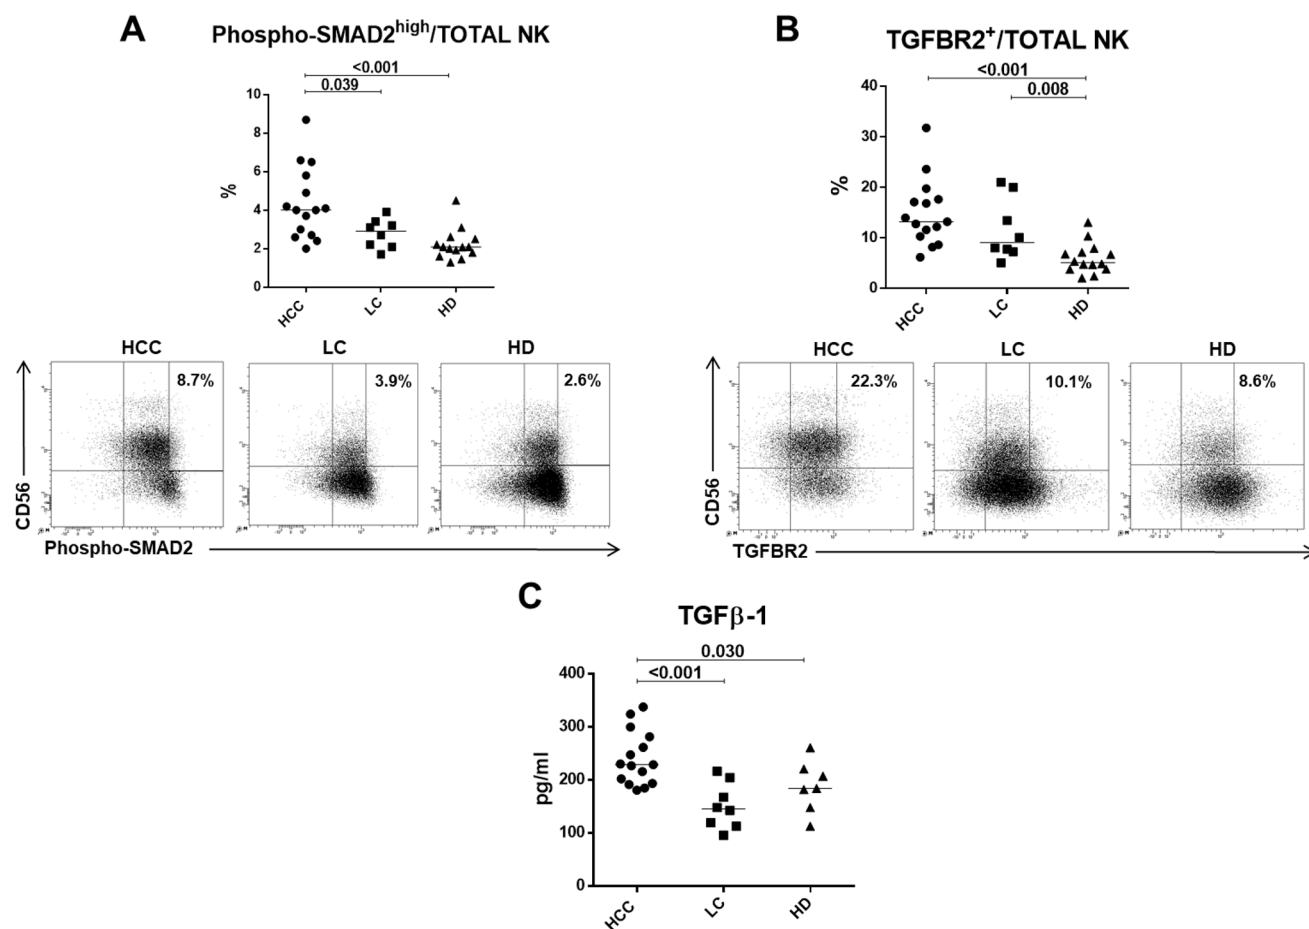 A
Phospho-SMAD2high/TOTAL NK
<0.001
0.039
10
8
6
4
2
0
%
HCC
LC
HD
HCC
LC
HD
8.7%
3.9%
2.6%
CD56
Phospho-SMAD2
B
TGFBR2+/TOTAL NK
<0.001
0.008
40
30
20
10
0
%
HCC
LC
HD
HCC
LC
HD
22.3%
10.1%
8.6%
CD56
TGFBR2
C
TGFβ-1
0.030
<0.001
400
300
200
100
0
pg/ml
HCC
LC
HD